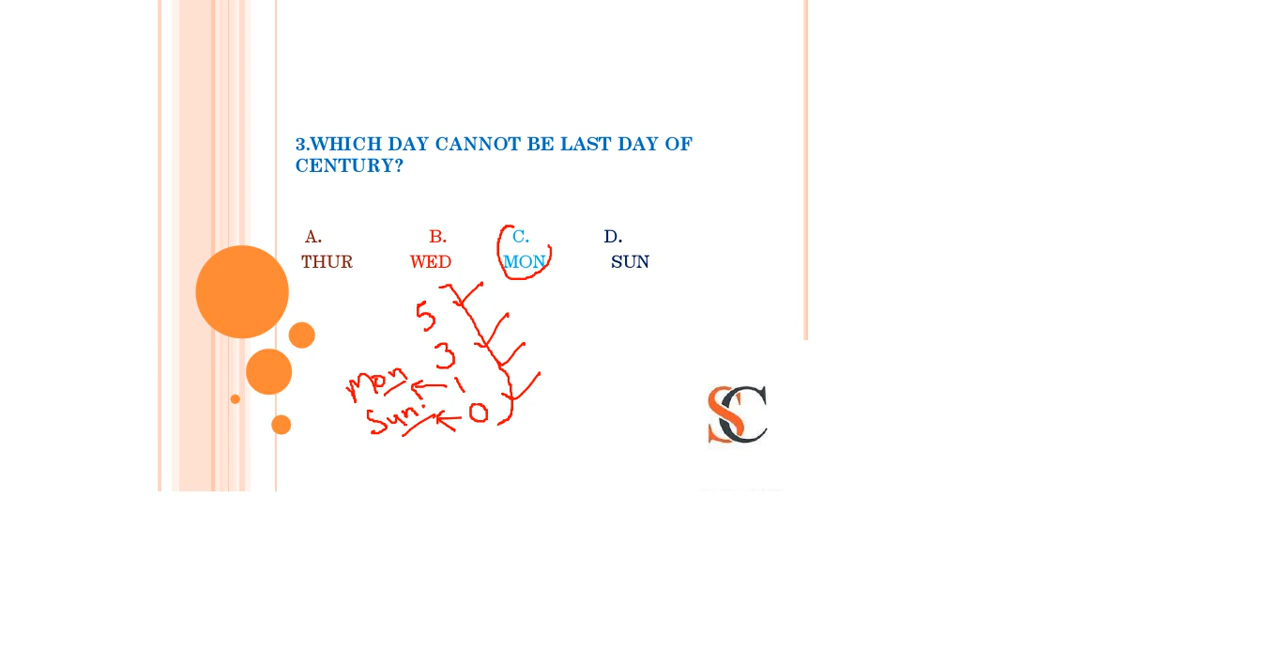 3.WHICH DAY CANNOT BE LAST DAY OF
CENTURY?
A. B. C. D.
THUR WED MON SUN
5
3
Mon ← 1
Sun. ← 0
SC